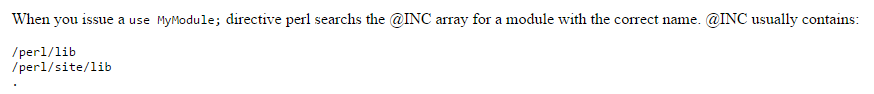 When you issue a use MyModule; directive perl searchs the @INC array for a module with the correct name. @INC usually contains:
/perl/lib
/perl/site/lib
.